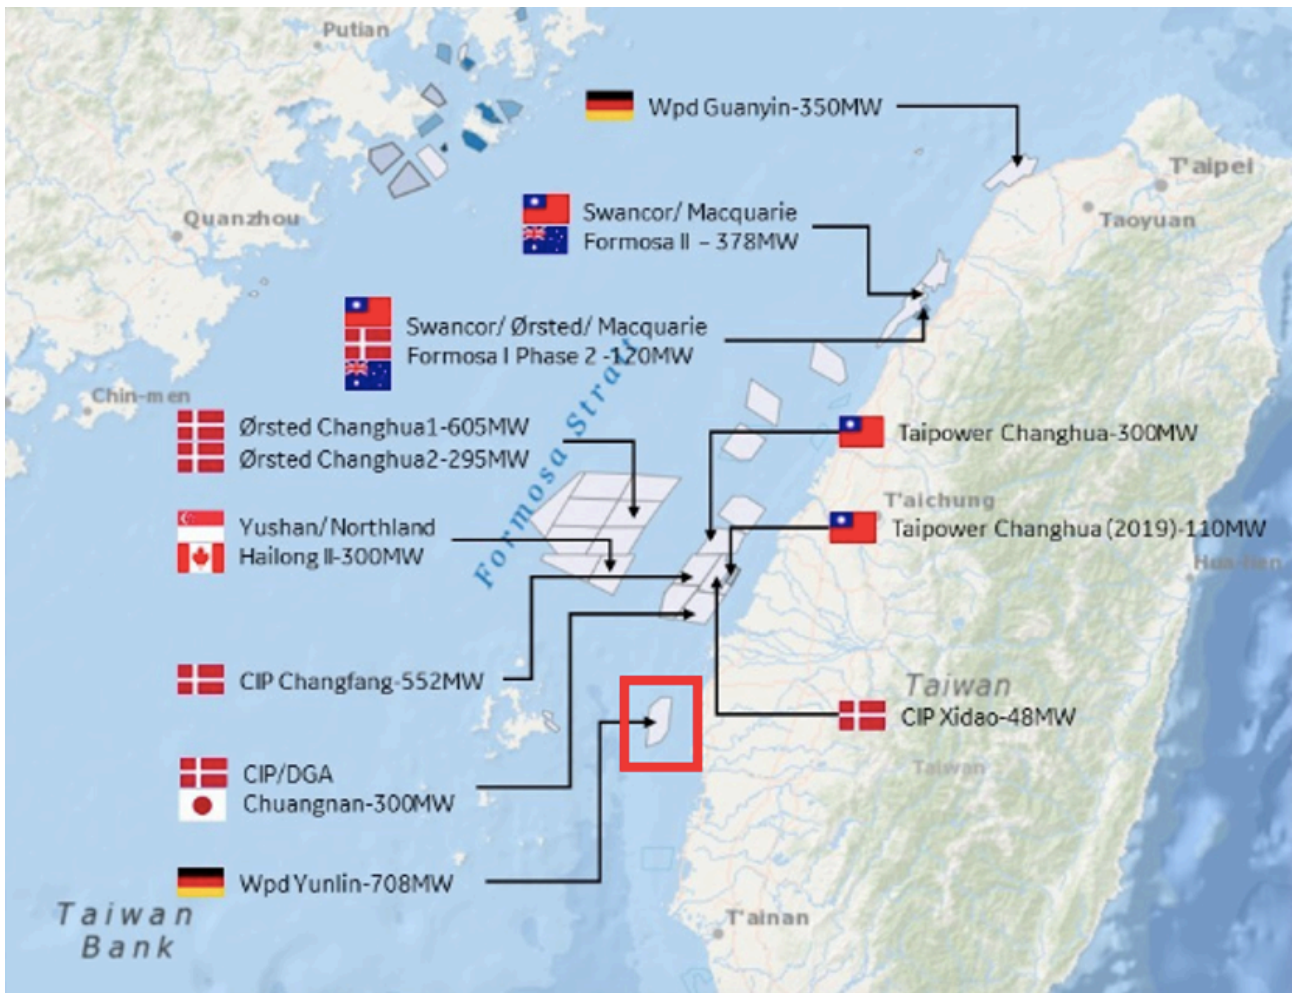 Putian
Wpd Guanyin-350MW
T'aipei
Taoyuan
Quanzhou
Swancor/ Macquarie
Formosa II – 378MW
Swancor/ Ørsted/ Macquarie
Formosa I Phase 2 -120MW
Formosa Strait
Chin-men
Ørsted Changhua1-605MW
Ørsted Changhua2-295MW
Taipower Changhua-300MW
T'aichung
Taipower Changhua (2019)-110MW
Yushan/ Northland
Hailong II-300MW
CIP Changfang-552MW
Taiwan
CIP Xidao-48MW
Taiwan
CIP/DGA
Chuangnan-300MW
Wpd Yunlin-708MW
Taiwan
Bank
T'ainan